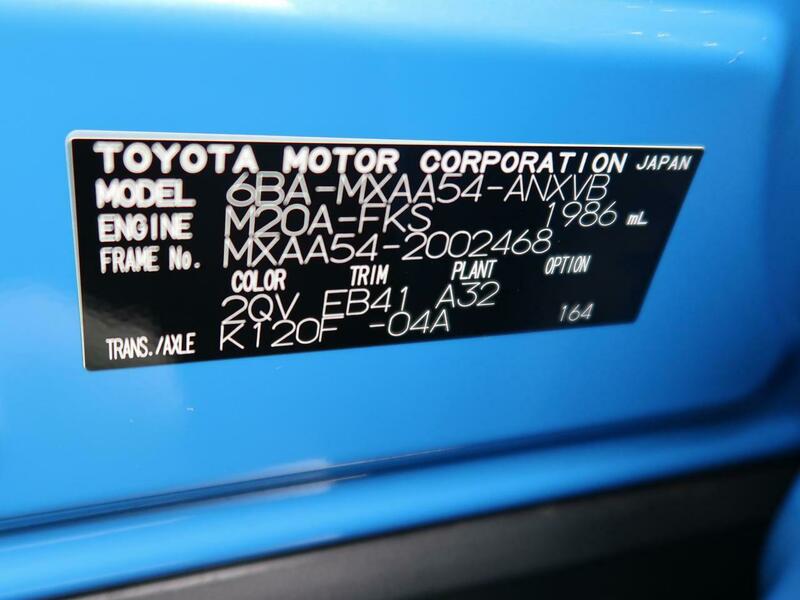 TOYOTA MOTOR CORPORATION JAPAN
MODEL 6BA-MXAA54-ANXVB
ENGINE M20A-FKS 1986 mL
FRAME No. MXAA54-2002468
COLOR TRIM PLANT OPTION
2QV EB41 A32
TRANS./AXLE K120F -04A 164